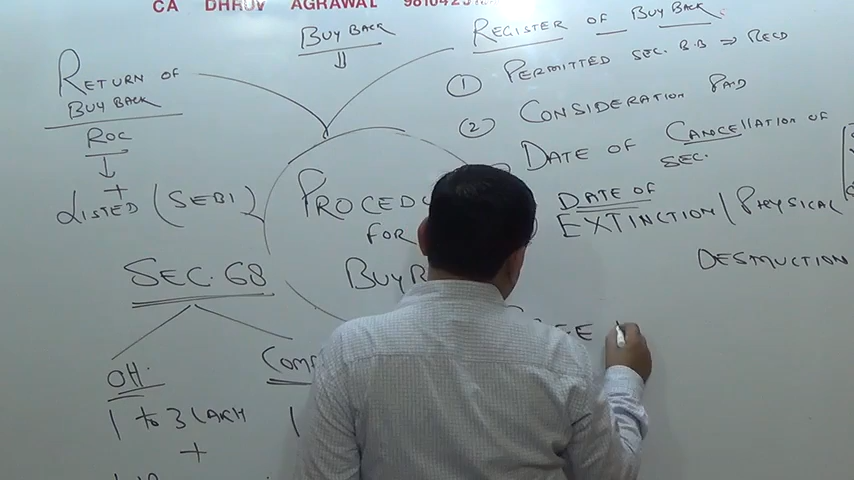 CA DHRUV AGRAWAL
BUY BACK
REGISTER OF BUY BACK
① PERMITTED SEC. B.B ⇒ RECD
② CONSIDERATION PAID
DATE OF CANCELLATION OF
SEC.
DATE OF
EXTINCTION / PHYSICAL
DESTRUCTION
RETURN OF
BUY BACK
ROC
+
LISTED (SEBI)
FOR
SEC. 68
OH.
1 to 3 LAKH
+